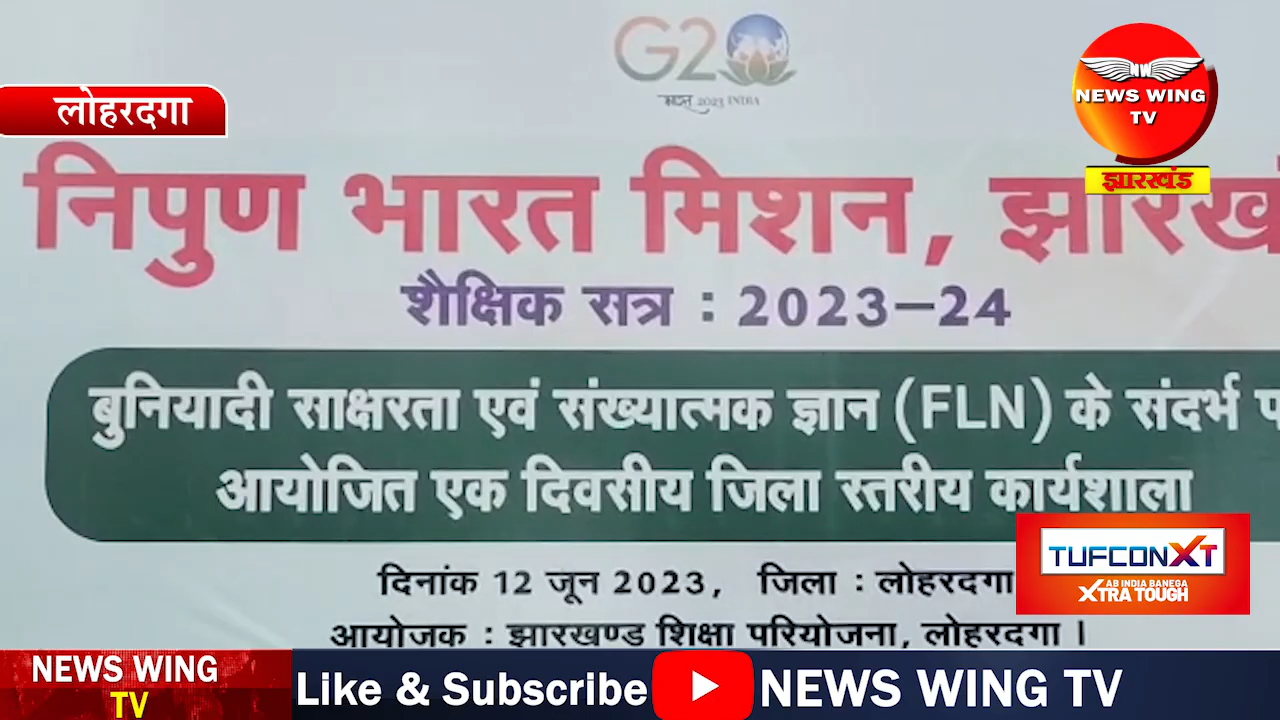 G20
भारत 2023 INDIA
NW
NEWS WING
TV
झारखंड
लोहरदगा
निपुण भारत मिशन,
शैक्षिक सत्र : 2023-24
बुनियादी साक्षरता एवं संख्यात्मक ज्ञान (FLN) के संदर्भ
आयोजित एक दिवसीय जिला स्तरीय कार्यशाला
दिनांक 12 जून 2023, जिला : लोहरदगा
आयोजक : झारखण्ड शिक्षा परियोजना, लोहरदगा ।
TUFCONXT
AB INDIA BANEGA
XTRA TOUGH
NEWS WING
TV
Like & Subscribe NEWS WING TV